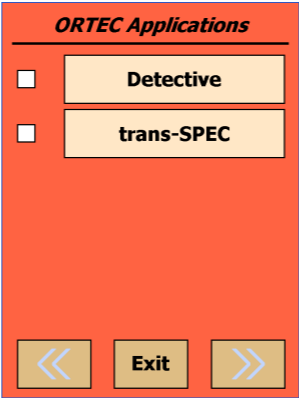 ORTEC Applications
Detective
trans-SPEC
Exit